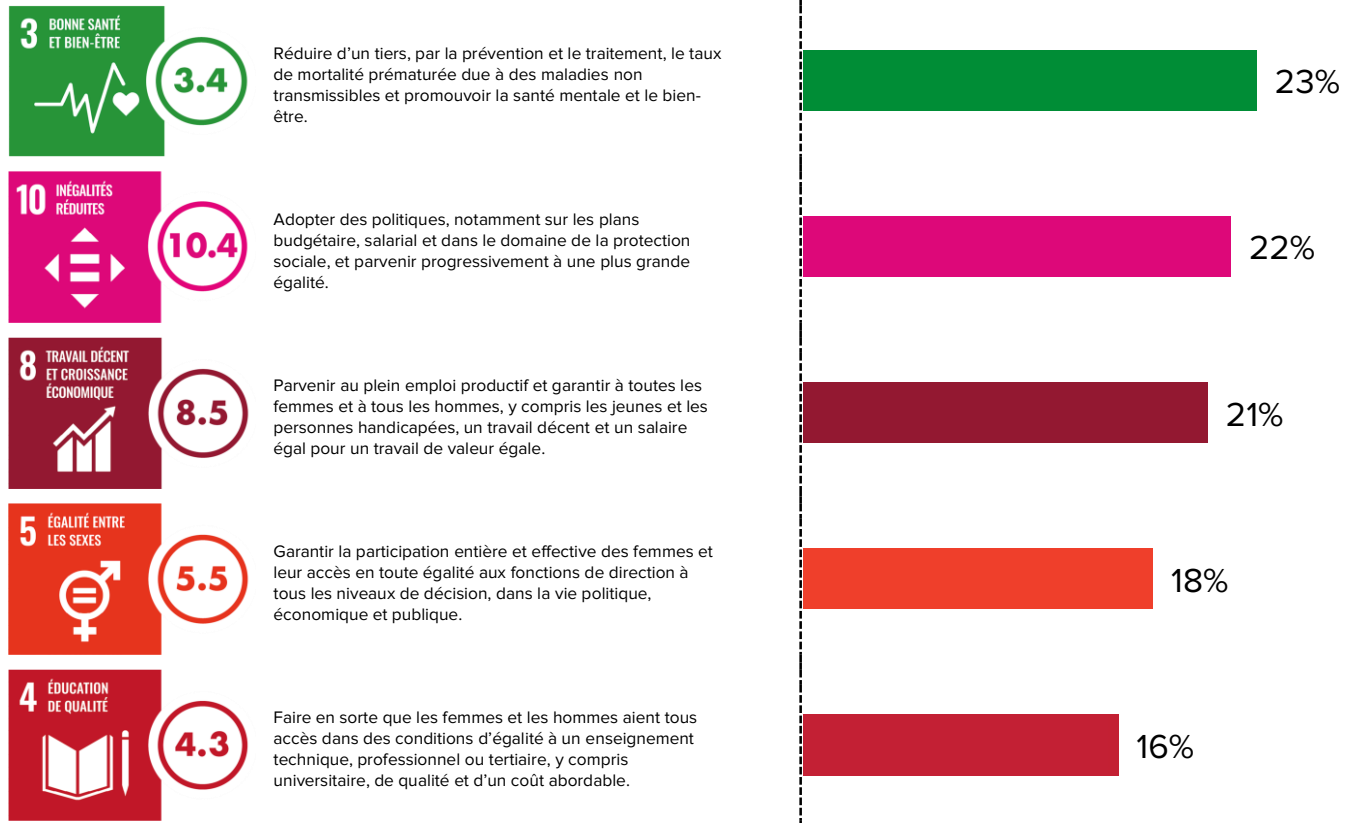 3 BONNE SANTÉ
ET BIEN-ÊTRE
3.4
Réduire d’un tiers, par la prévention et le traitement, le taux
de mortalité prématurée due à des maladies non
transmissibles et promouvoir la santé mentale et le bien-
être.
23%
10 INÉGALITÉS
RÉDUITES
10.4
Adopter des politiques, notamment sur les plans
budgétaire, salarial et dans le domaine de la protection
sociale, et parvenir progressivement à une plus grande
égalité.
22%
8 TRAVAIL DÉCENT
ET CROISSANCE
ÉCONOMIQUE
8.5
Parvenir au plein emploi productif et garantir à toutes les
femmes et à tous les hommes, y compris les jeunes et les
personnes handicapées, un travail décent et un salaire
égal pour un travail de valeur égale.
21%
5 ÉGALITÉ ENTRE
LES SEXES
5.5
Garantir la participation entière et effective des femmes et
leur accès en toute égalité aux fonctions de direction à
tous les niveaux de décision, dans la vie politique,
économique et publique.
18%
4 ÉDUCATION
DE QUALITÉ
4.3
Faire en sorte que les femmes et les hommes aient tous
accès dans des conditions d’égalité à un enseignement
technique, professionnel ou tertiaire, y compris
universitaire, de qualité et d’un coût abordable.
16%